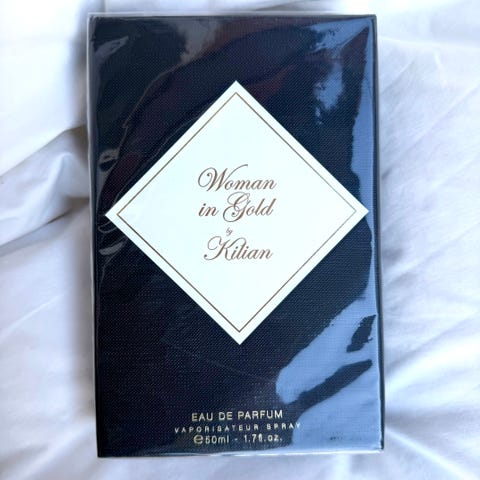 Woman
in Gold
by
Kilian
EAU DE PARFUM
VAPORISATEUR SPRAY
℮50ml - 1.7fl.oz.